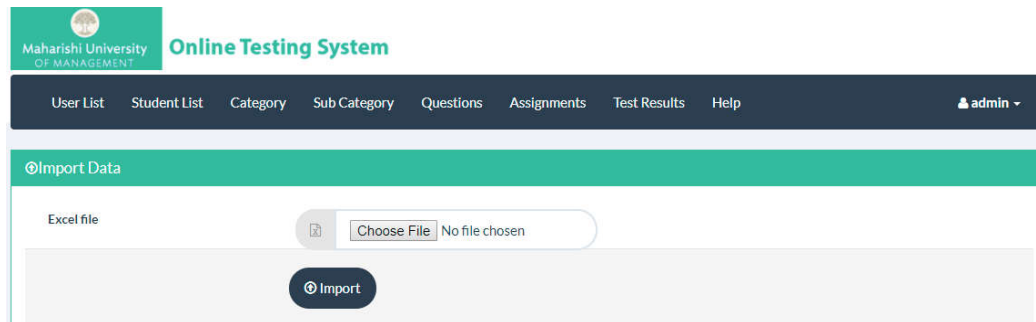 Maharishi University
OF MANAGEMENT
Online Testing System
User List Student List Category Sub Category Questions Assignments Test Results Help admin
Import Data
Excel file Choose File No file chosen
Import